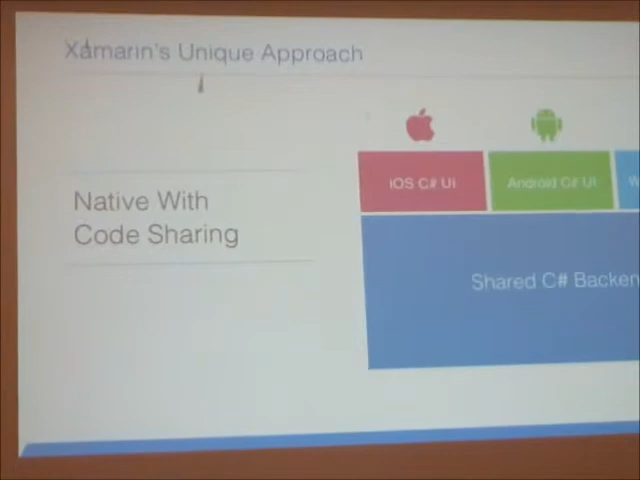 Xamarin's Unique Approach
Native With
Code Sharing
iOS C# UI
Android C# UI
W
Shared C# Backen